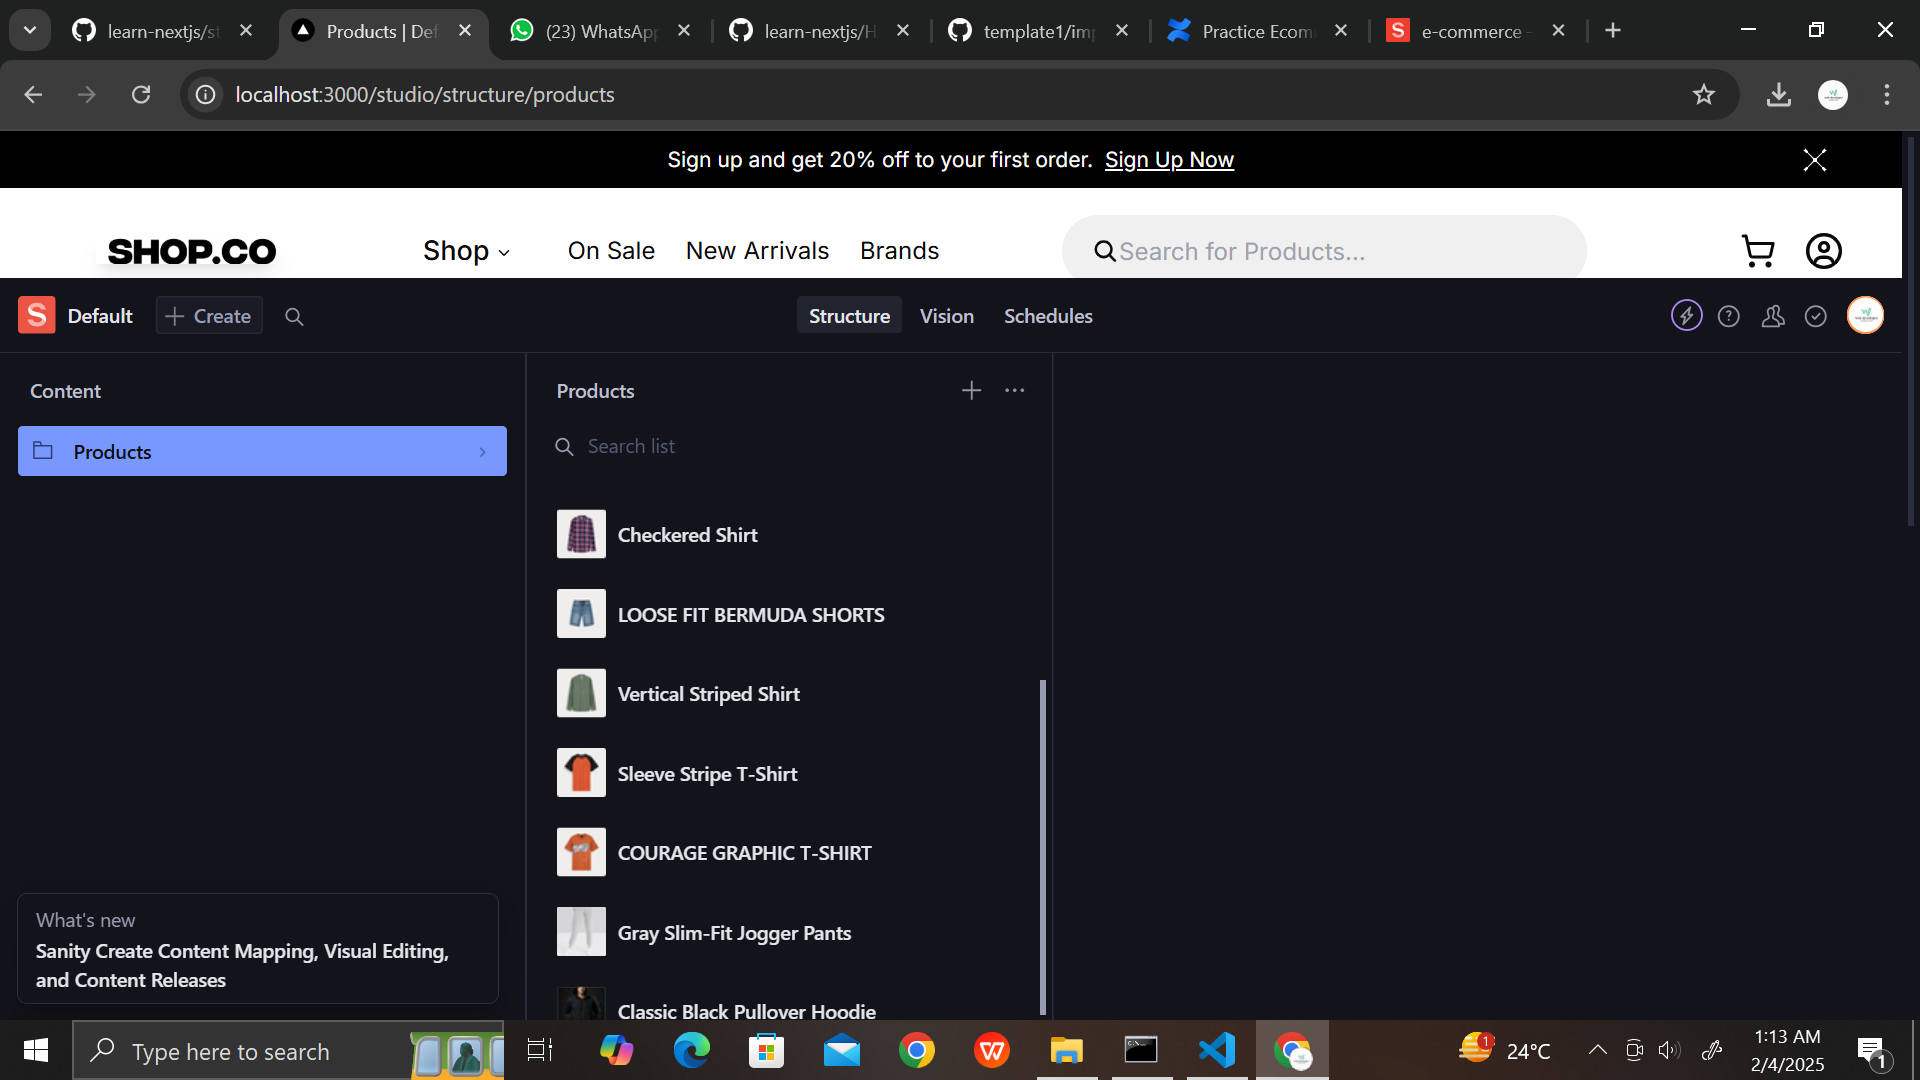 learn-nextjs/st
Products | Def
(23) WhatsApp
learn-nextjs/H
template1/imp
Practice Ecom
S
e-commerce -
localhost:3000/studio/structure/products
Sign up and get 20% off to your first order. Sign Up Now
SHOP.CO
Shop
On Sale
New Arrivals
Brands
Search for Products...
S
Default
Create
Structure
Vision
Schedules
Content
Products
Products
Search list
Checkered Shirt
LOOSE FIT BERMUDA SHORTS
Vertical Striped Shirt
Sleeve Stripe T-Shirt
COURAGE GRAPHIC T-SHIRT
Gray Slim-Fit Jogger Pants
Classic Black Pullover Hoodie
What's new
Sanity Create Content Mapping, Visual Editing,
and Content Releases
Type here to search
1
24°C
1:13 AM
2/4/2025
1